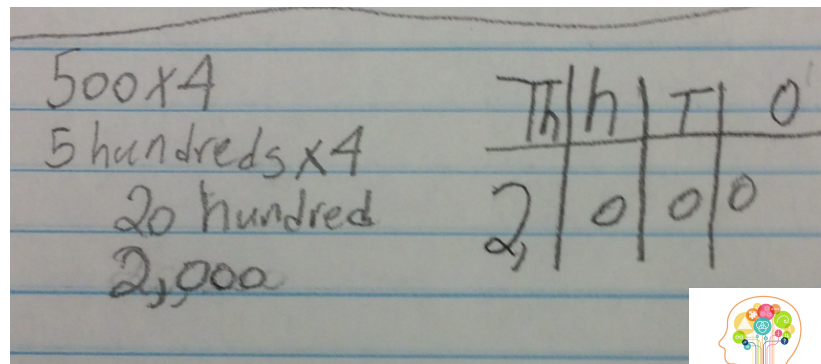 500x4
5 hundreds x4
20 hundred
2,000
Th h T O
2, 0 0 0